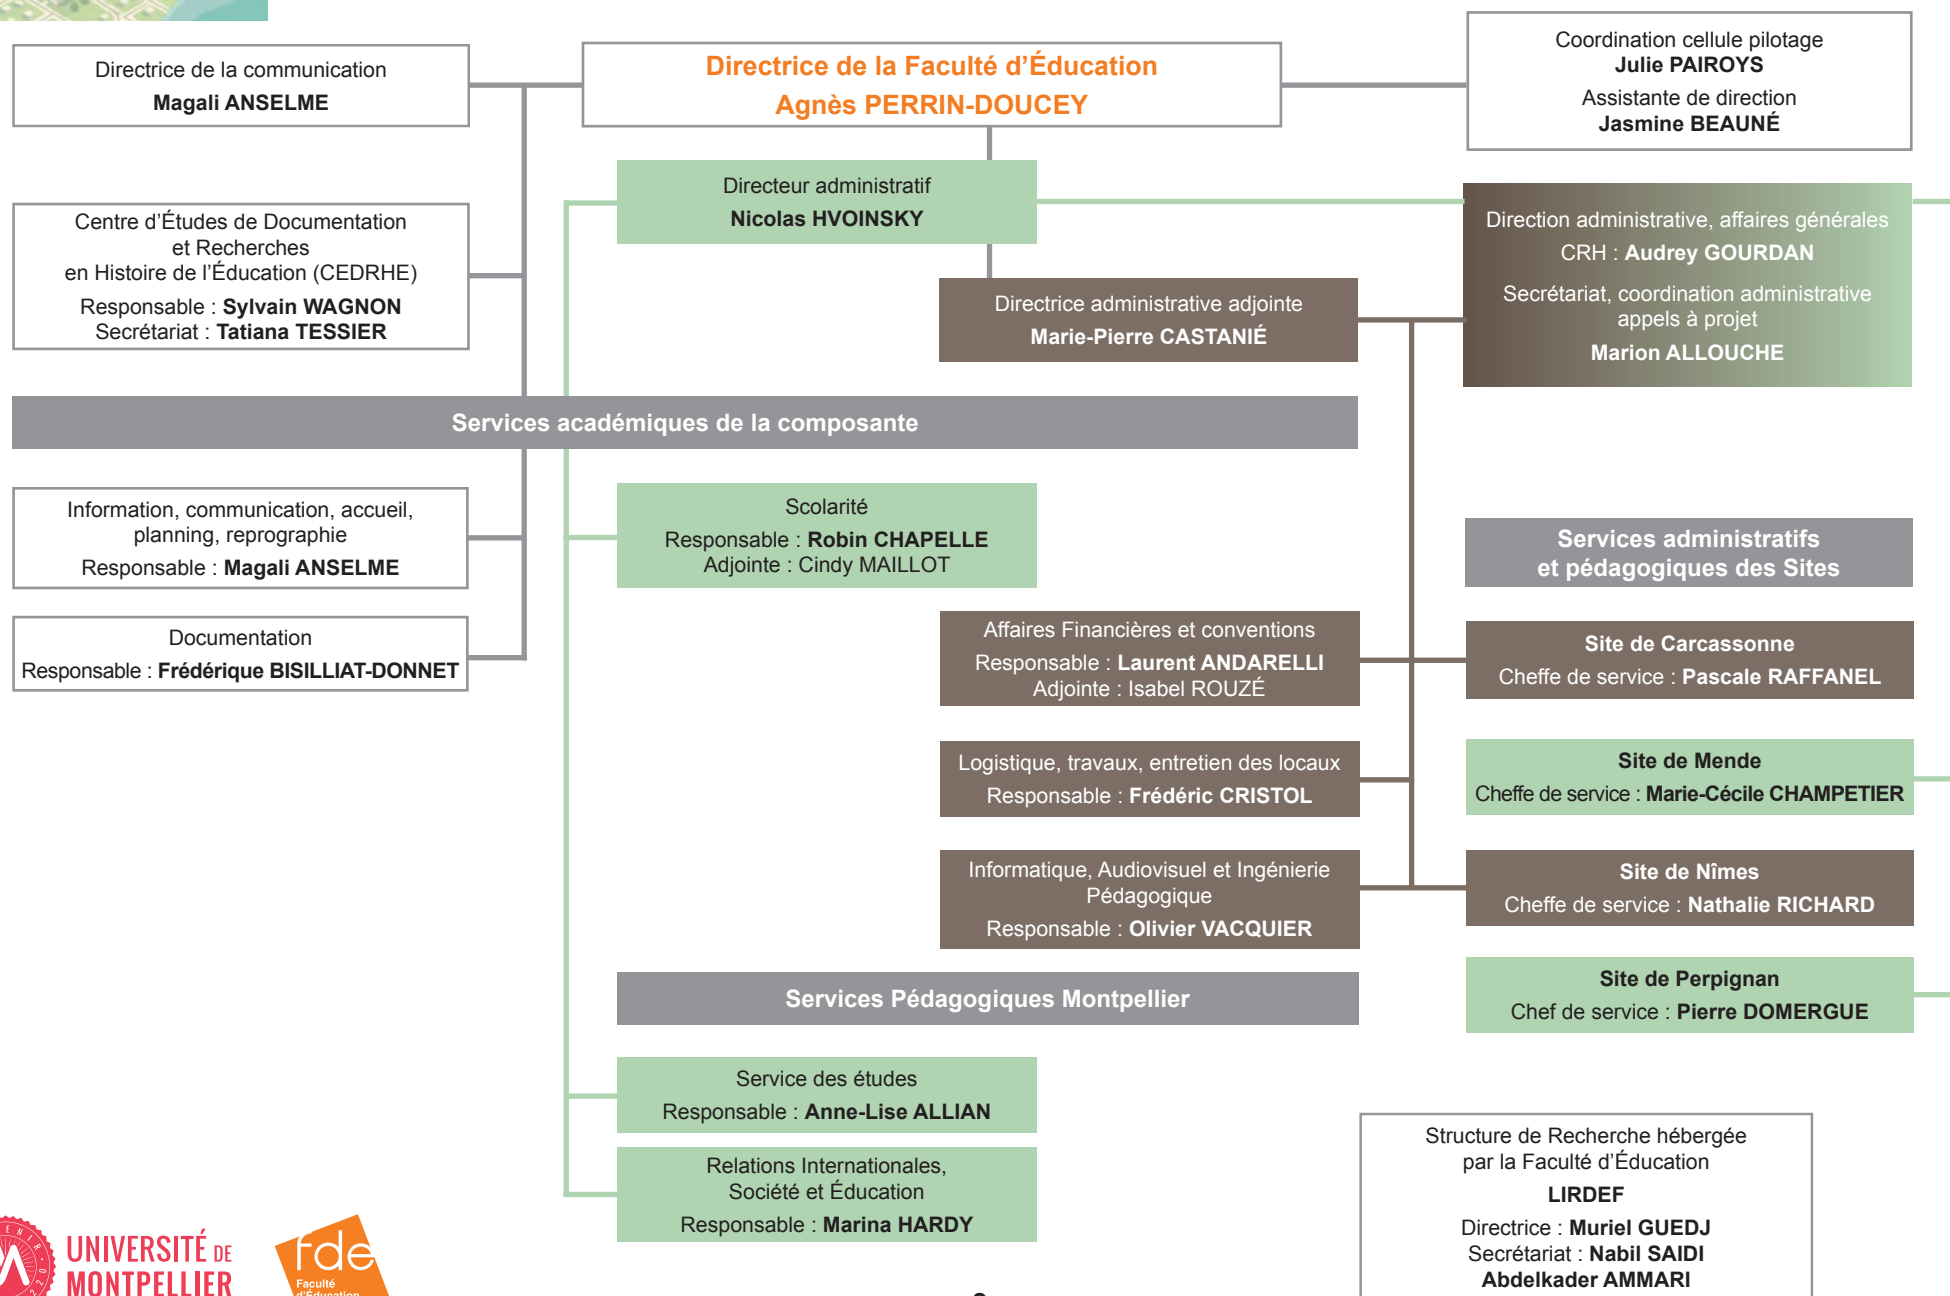 Directrice de la communication
Magali ANSELME
Directrice de la Faculté d’Éducation
Agnès PERRIN-DOUCEY
Coordination cellule pilotage
Julie PAIROYS
Assistante de direction
Jasmine BEAUNÉ
Directeur administratif
Nicolas HVOINSKY
Centre d’Études de Documentation
et Recherches
en Histoire de l’Éducation (CEDRHE)
Responsable : Sylvain WAGNON
Secrétariat : Tatiana TESSIER
Directrice administrative adjointe
Marie-Pierre CASTANIÉ
Direction administrative, affaires générales
CRH : Audrey GOURDAN
Secrétariat, coordination administrative
appels à projet
Marion ALLOUCHE
Services académiques de la composante
Information, communication, accueil,
planning, reprographie
Responsable : Magali ANSELME
Documentation
Responsable : Frédérique BISILLIAT-DONNET
Scolarité
Responsable : Robin CHAPELLE
Adjointe : Cindy MAILLOT
Affaires Financières et conventions
Responsable : Laurent ANDARELLI
Adjointe : Isabel ROUZÉ
Logistique, travaux, entretien des locaux
Responsable : Frédéric CRISTOL
Informatique, Audiovisuel et Ingénierie
Pédagogique
Responsable : Olivier VACQUIER
Services administratifs
et pédagogiques des Sites
Site de Carcassonne
Cheffe de service : Pascale RAFFANEL
Site de Mende
Cheffe de service : Marie-Cécile CHAMPETIER
Site de Nîmes
Cheffe de service : Nathalie RICHARD
Site de Perpignan
Chef de service : Pierre DOMERGUE
Services Pédagogiques Montpellier
Service des études
Responsable : Anne-Lise ALLIAN
Relations Internationales,
Société et Éducation
Responsable : Marina HARDY
Structure de Recherche hébergée
par la Faculté d’Éducation
LIRDEF
Directrice : Muriel GUEDJ
Secrétariat : Nabil SAIDI
Abdelkader AMMARI
UNIVERSITÉ DE
MONTPELLIER
fde
Faculté
d’Éducation